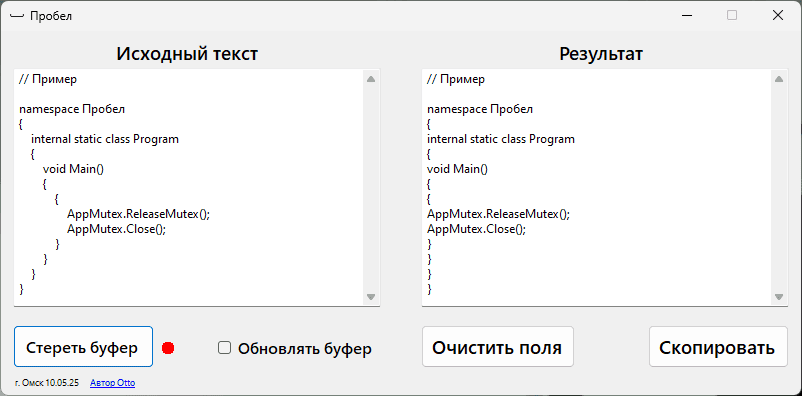 Пробел
Исходный текст
// Пример
namespace Пробел
{
internal static class Program
{
void Main()
{
{
AppMutex.ReleaseMutex();
AppMutex.Close();
}
}
}
}
Результат
// Пример
namespace Пробел
{
internal static class Program
{
void Main()
{
{
AppMutex.ReleaseMutex();
AppMutex.Close();
}
}
}
}
Стереть буфер
Обновлять буфер
Очистить поля
Скопировать
г. Омск 10.05.25 Автор Otto